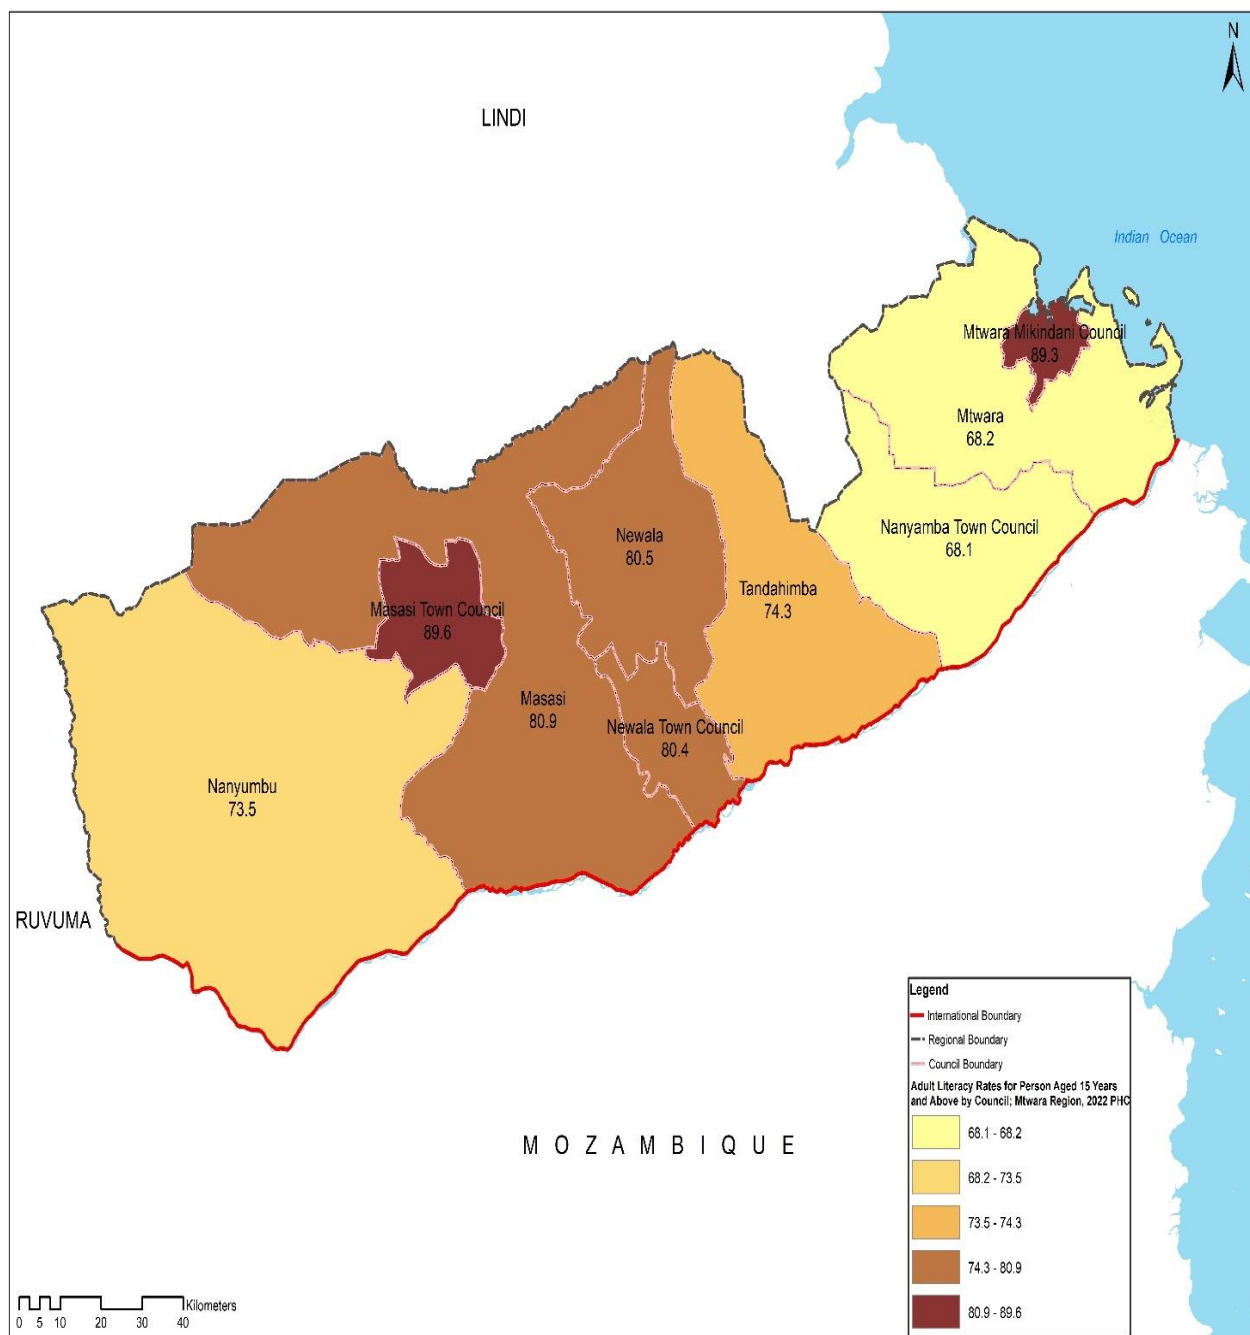 N
LINDI
Indian Ocean
Mtwara Mikindani Council
89.3
Mtwara
68.2
Nanyamba Town Council
68.1
Newala
80.5
Tandahimba
74.3
Masasi Town Council
89.6
Masasi
80.9
Newala Town Council
80.4
Nanyumbu
73.5
RUVUMA
MOZAMBIQUE
Legend
International Boundary
Regional Boundary
Council Boundary
Adult Literacy Rates for Person Aged 15 Years
and Above by Council; Mtwara Region, 2022 PHC
68.1 - 68.2
68.2 - 73.5
73.5 - 74.3
74.3 - 80.9
80.9 - 89.6
Kilometers
0 5 10 20 30 40